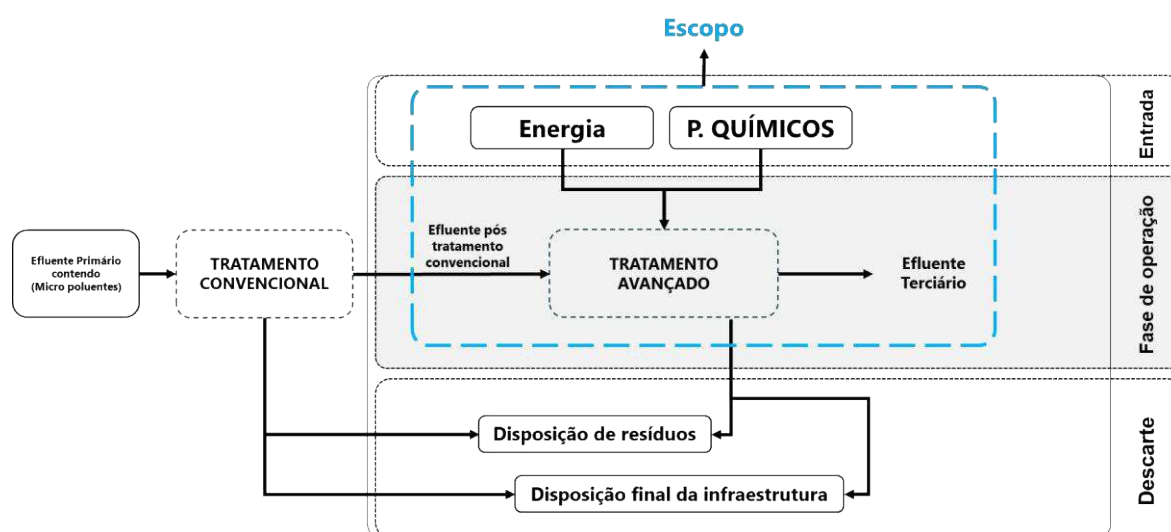 Escopo
Energia
P. QUÍMICOS
Entrada
Efluente Primário
contendo
(Micro poluentes)
TRATAMENTO
CONVENCIONAL
Efluente pós
tratamento
convencional
TRATAMENTO
AVANÇADO
Efluente
Terciário
Fase de operação
Disposição de resíduos
Disposição final da infraestrutura
Descarte